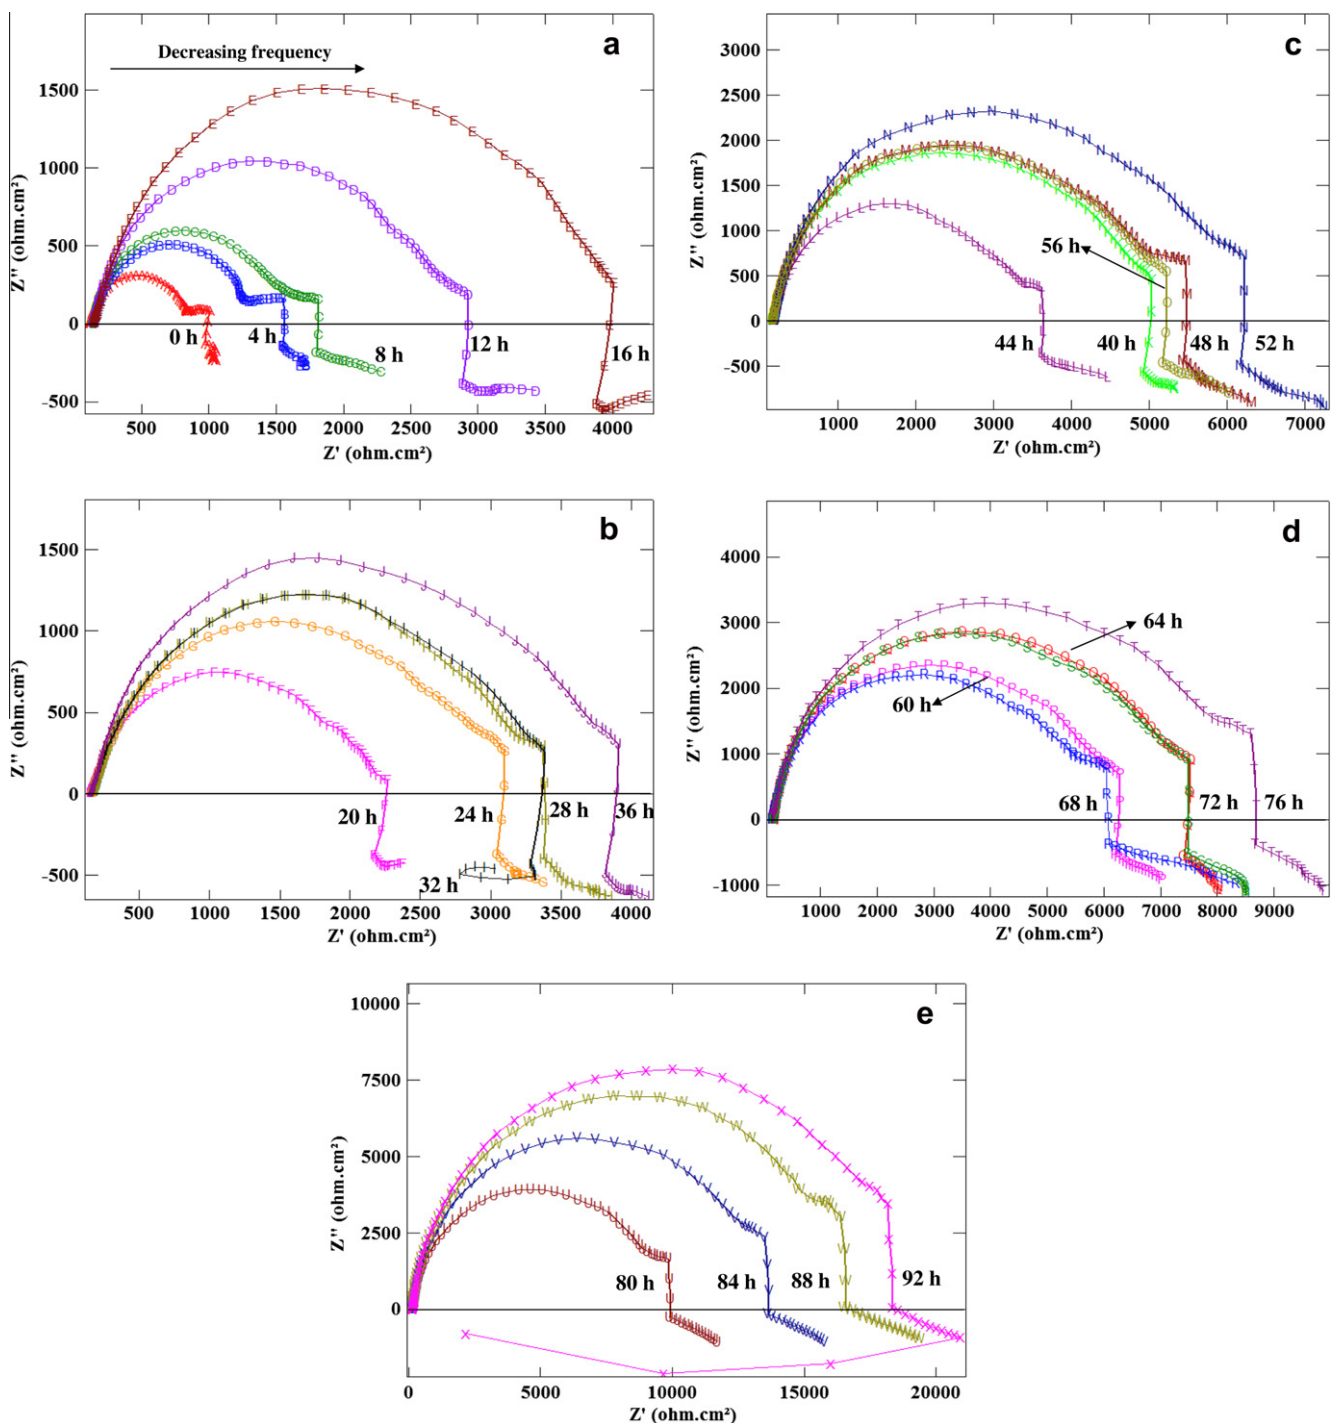 a
Decreasing frequency
1500
1000
500
0
-500
Z'' (ohm.cm²)
0 h
4 h
8 h
12 h
16 h
500
1000
1500
2000
2500
3000
3500
4000
Z' (ohm.cm²)
c
3000
2500
2000
1500
1000
500
0
-500
Z'' (ohm.cm²)
56 h
44 h
40 h
48 h
52 h
1000
2000
3000
4000
5000
6000
7000
Z' (ohm.cm²)
b
1500
1000
500
0
-500
Z'' (ohm.cm²)
20 h
24 h
28 h
36 h
32 h
500
1000
1500
2000
2500
3000
3500
4000
Z' (ohm.cm²)
d
4000
3000
2000
1000
0
-1000
Z'' (ohm.cm²)
64 h
60 h
68 h
72 h
76 h
1000
2000
3000
4000
5000
6000
7000
8000
9000
Z' (ohm.cm²)
e
10000
7500
5000
2500
0
Z'' (ohm.cm²)
80 h
84 h
88 h
92 h
0
5000
10000
15000
20000
Z' (ohm.cm²)